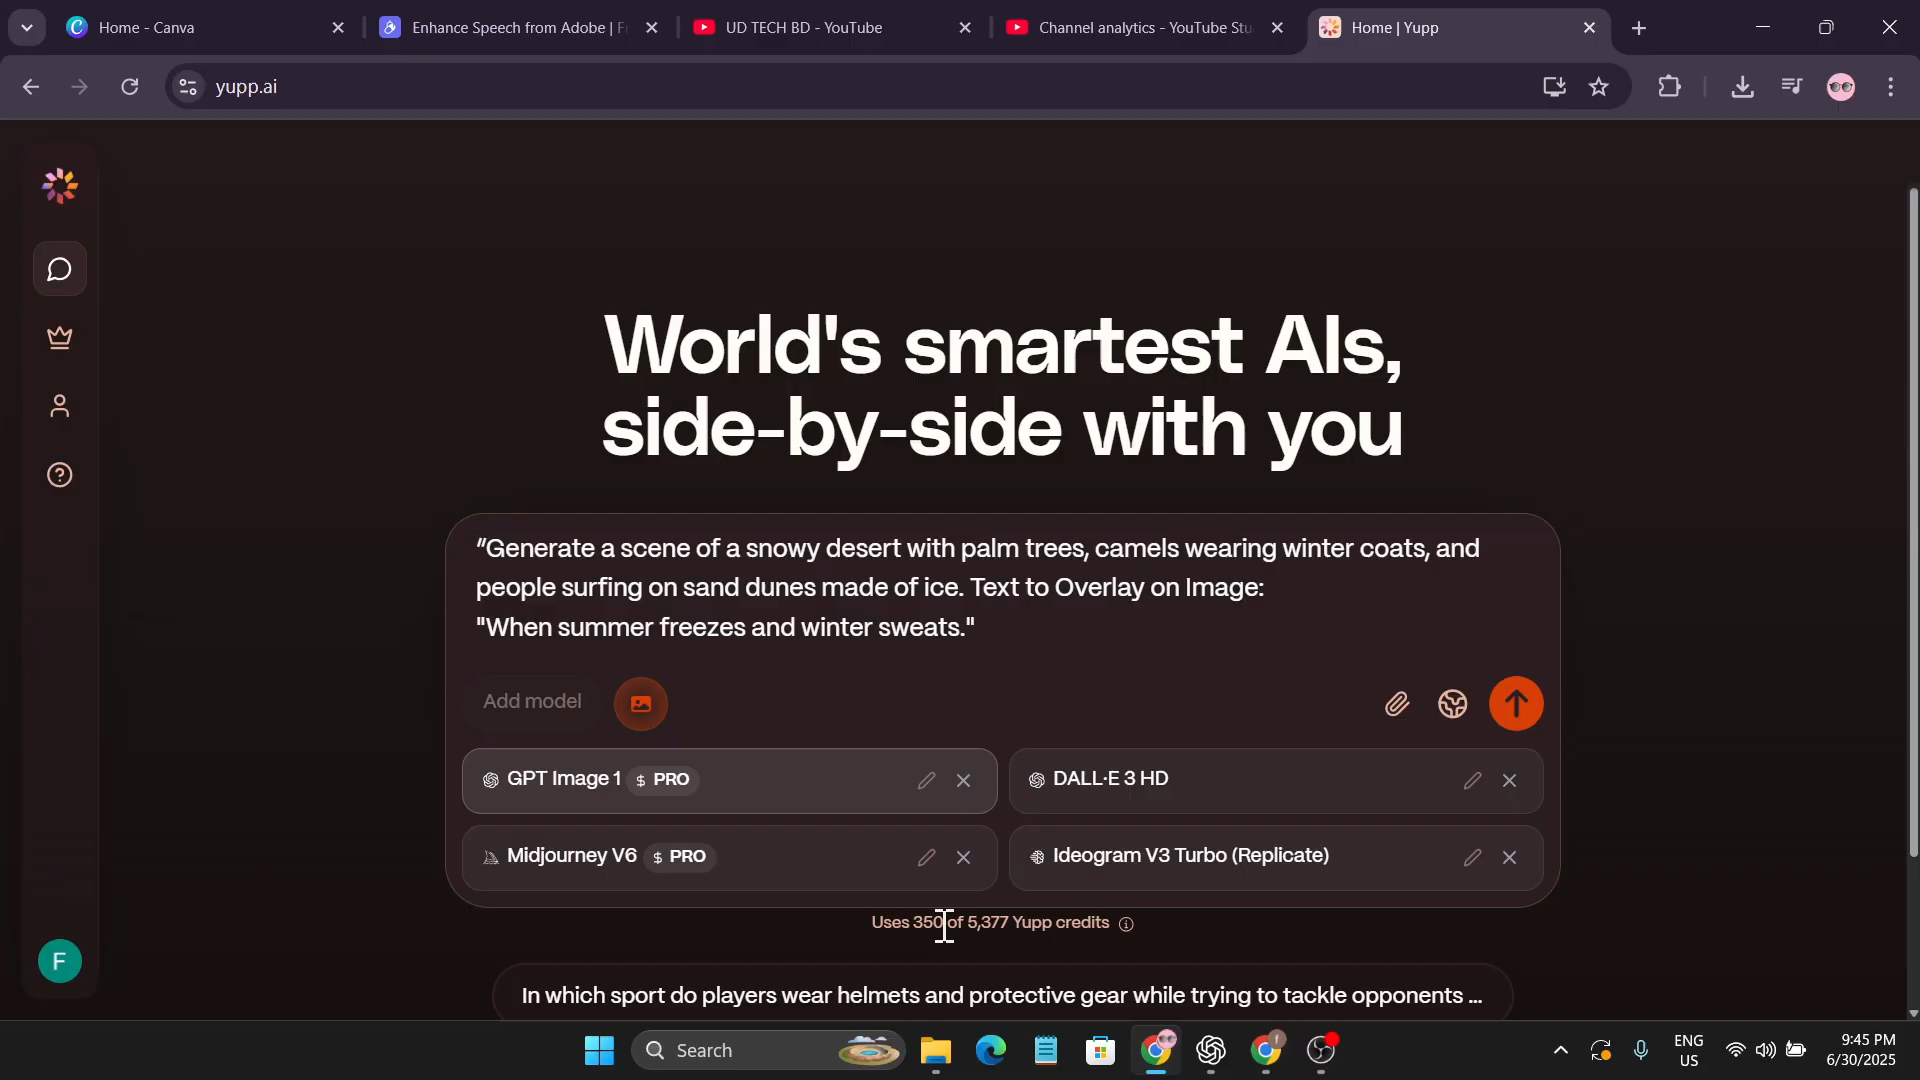 Home - Canva
Enhance Speech from Adobe | F
UD TECH BD - YouTube
Channel analytics - YouTube Stu
Home | Yupp
yupp.ai
World's smartest AIs,
side-by-side with you
“Generate a scene of a snowy desert with palm trees, camels wearing winter coats, and
people surfing on sand dunes made of ice. Text to Overlay on Image:
"When summer freezes and winter sweats."
Add model
GPT Image 1 $ PRO
DALL·E 3 HD
Midjourney V6 $ PRO
Ideogram V3 Turbo (Replicate)
Uses 350 of 5,377 Yupp credits
In which sport do players wear helmets and protective gear while trying to tackle opponents ...
F
Search
ENG
US
9:45 PM
6/30/2025